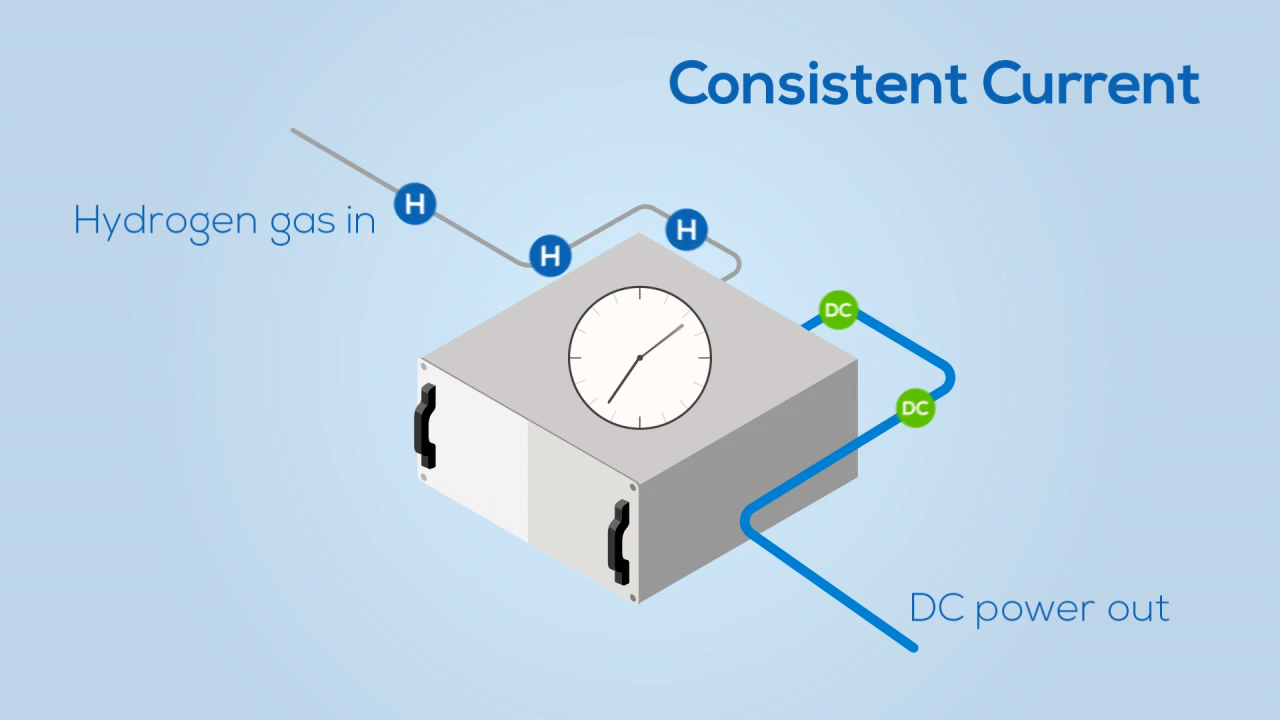 Consistent Current
Hydrogen gas in
H
H
H
DC
DC
DC power out